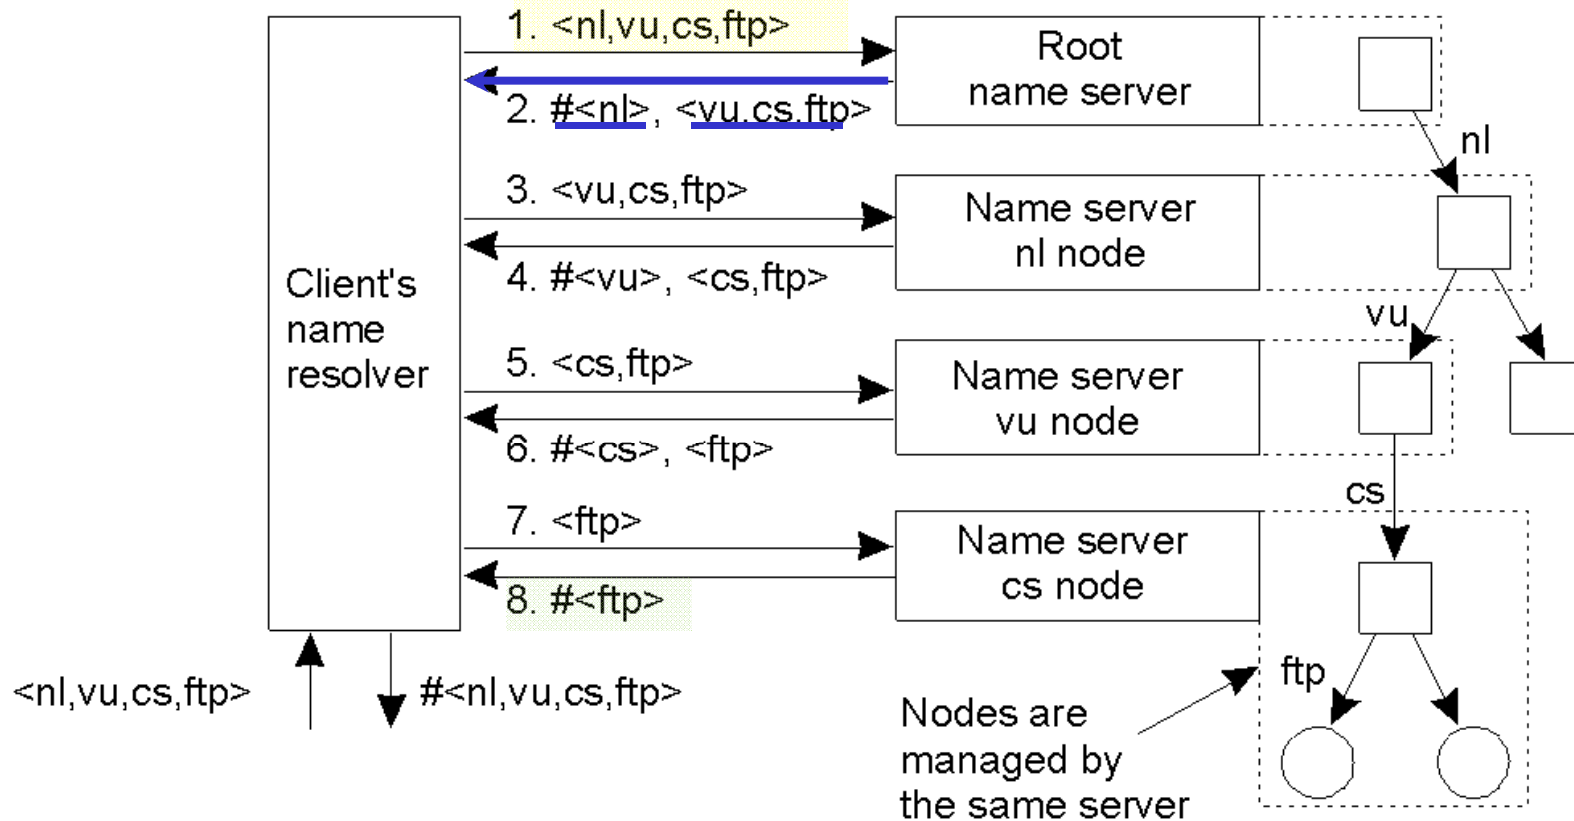 1. <nl,vu,cs,ftp>
Root
name server
2. #<nl>, <vu.cs.ftp>
nl
3. <vu,cs,ftp>
Name server
nl node
4. #<vu>, <cs,ftp>
Client's
name
resolver
vu
5. <cs,ftp>
Name server
vu node
6. #<cs>, <ftp>
cs
7. <ftp>
Name server
cs node
8. #<ftp>
<nl,vu,cs,ftp>
#<nl,vu,cs,ftp>
ftp
Nodes are
managed by
the same server